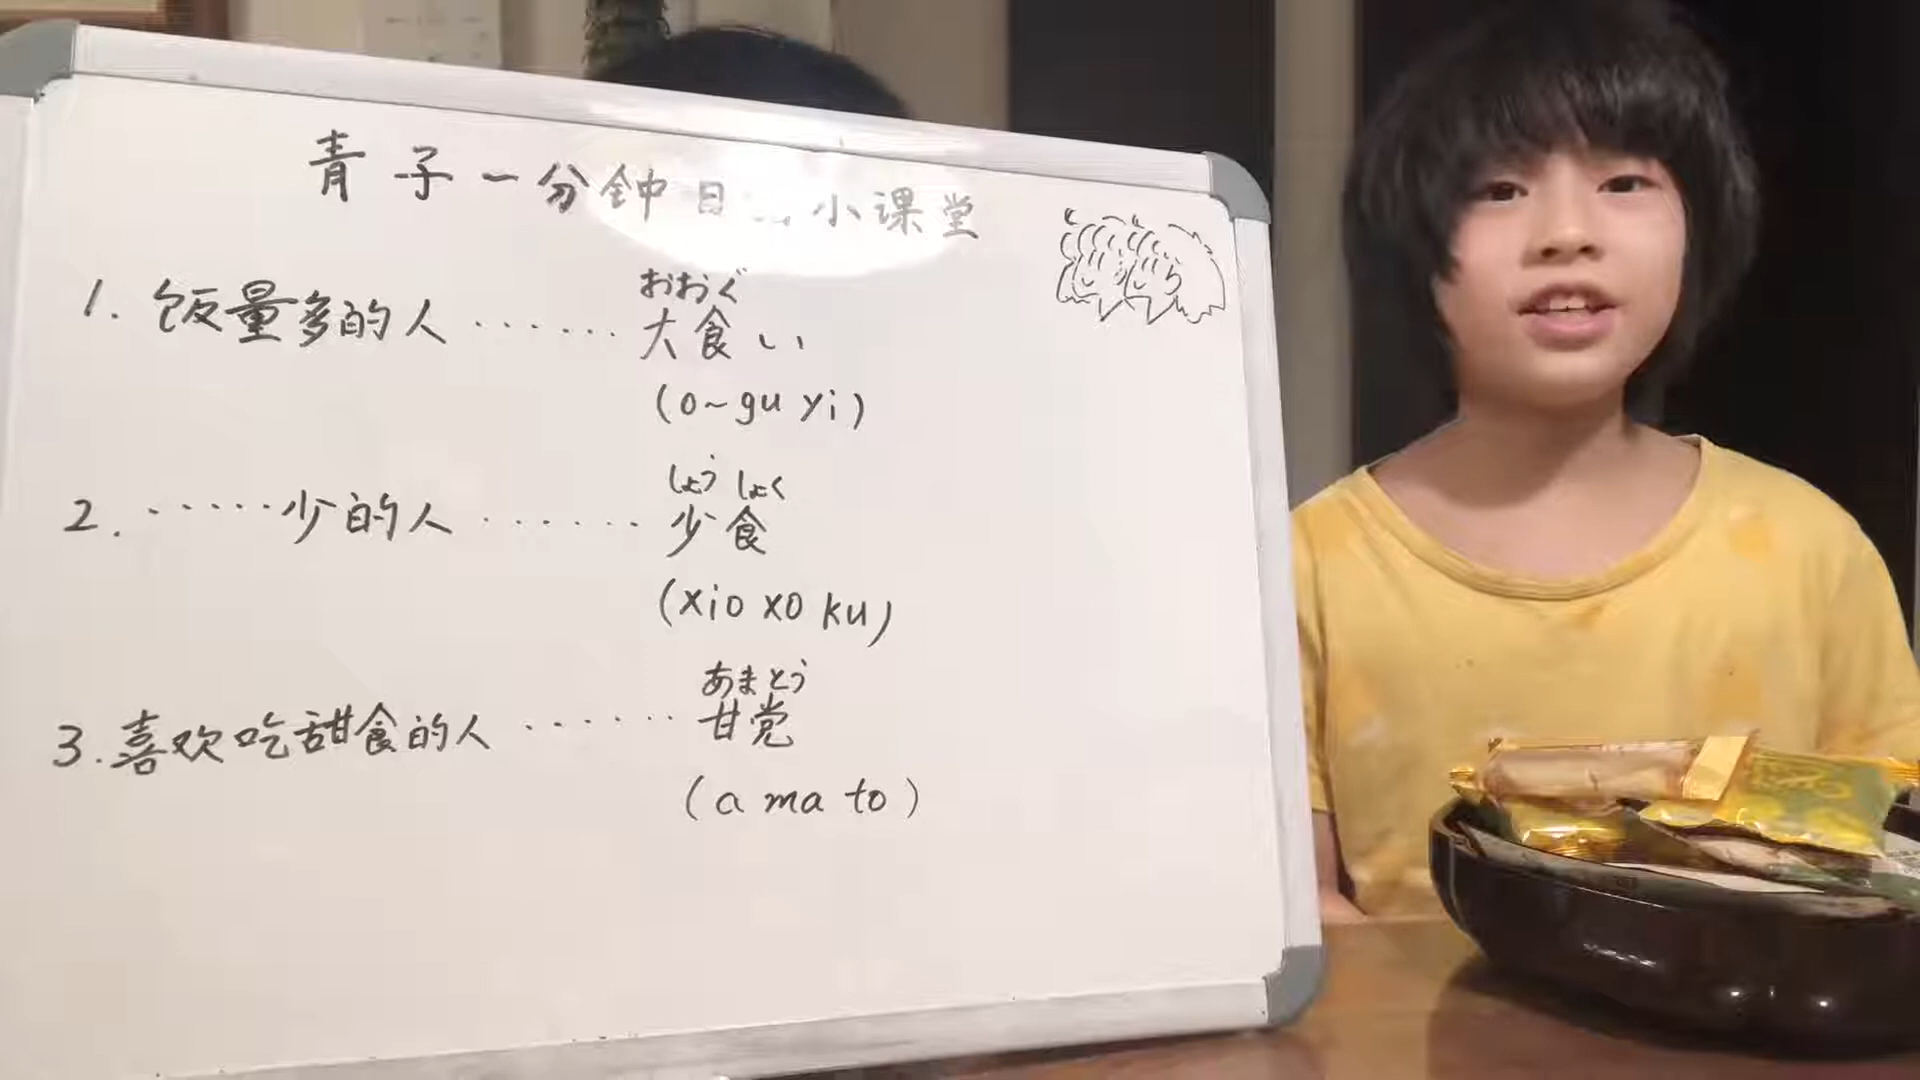 青子一分钟日语小课堂
1. 饭量多的人 ······ 大食い
おおぐ
(o~gu yi)
2. ······少的人 ······· 少食
しょう しょく
(xio xo ku)
3. 喜欢吃甜食的人 ······ 甘党
あまとう
(a ma to)